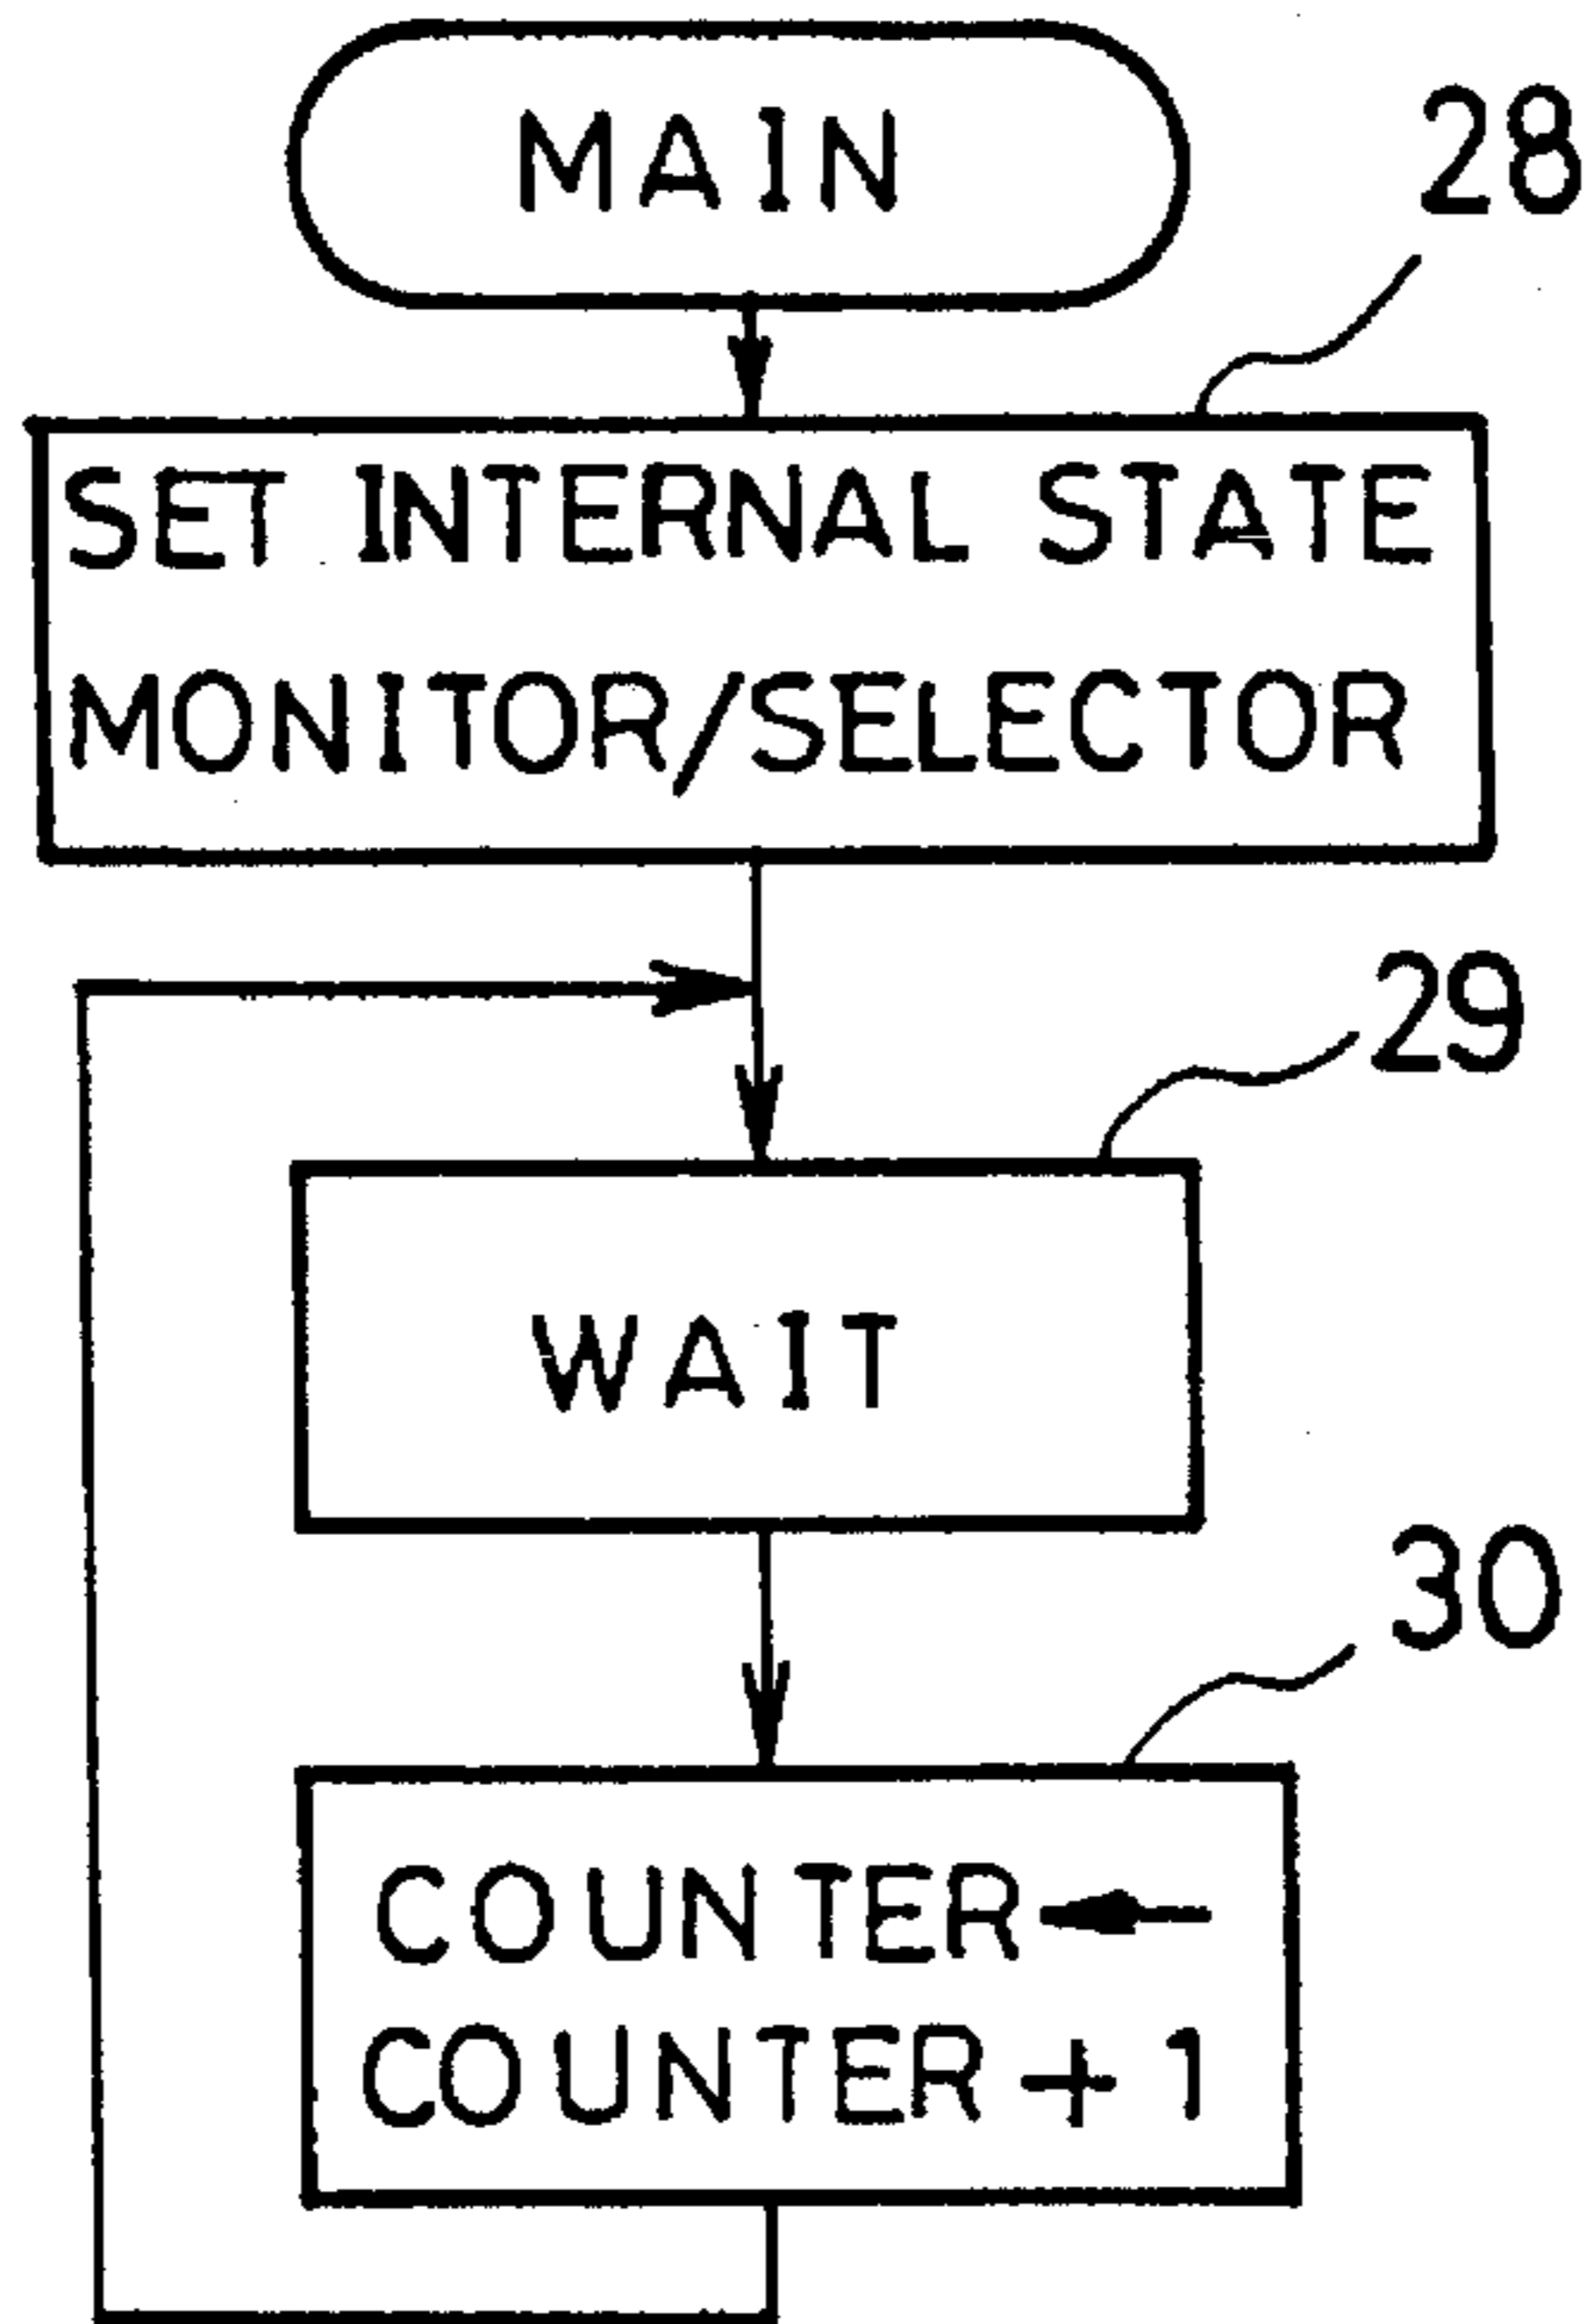 MAIN
28
SET INTERNAL STATE
MONITOR/SELECTOR
29
WAIT
30
COUNTER ←
COUNTER + 1